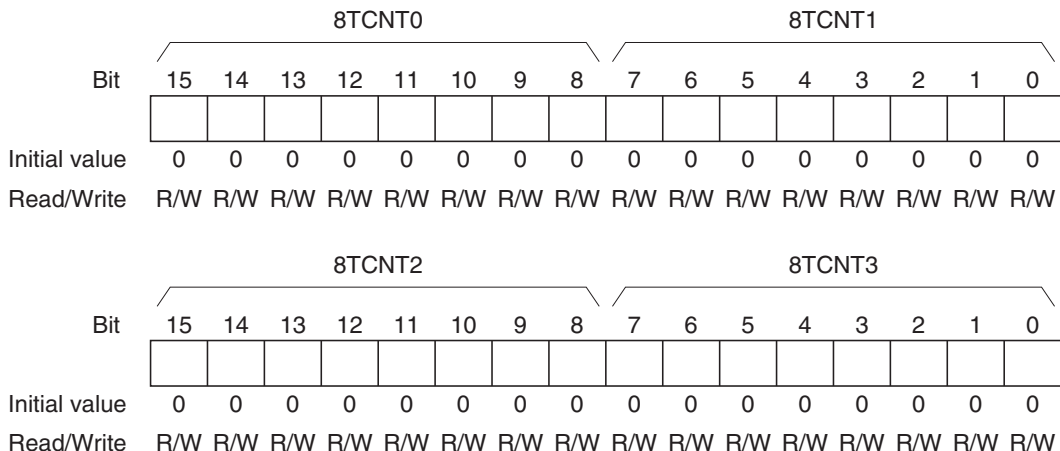 8TCNT0 8TCNT1
Bit 15 14 13 12 11 10 9 8 7 6 5 4 3 2 1 0
Initial value 0 0 0 0 0 0 0 0 0 0 0 0 0 0 0 0
Read/Write R/W R/W R/W R/W R/W R/W R/W R/W R/W R/W R/W R/W R/W R/W R/W R/W
8TCNT2 8TCNT3
Bit 15 14 13 12 11 10 9 8 7 6 5 4 3 2 1 0
Initial value 0 0 0 0 0 0 0 0 0 0 0 0 0 0 0 0
Read/Write R/W R/W R/W R/W R/W R/W R/W R/W R/W R/W R/W R/W R/W R/W R/W R/W